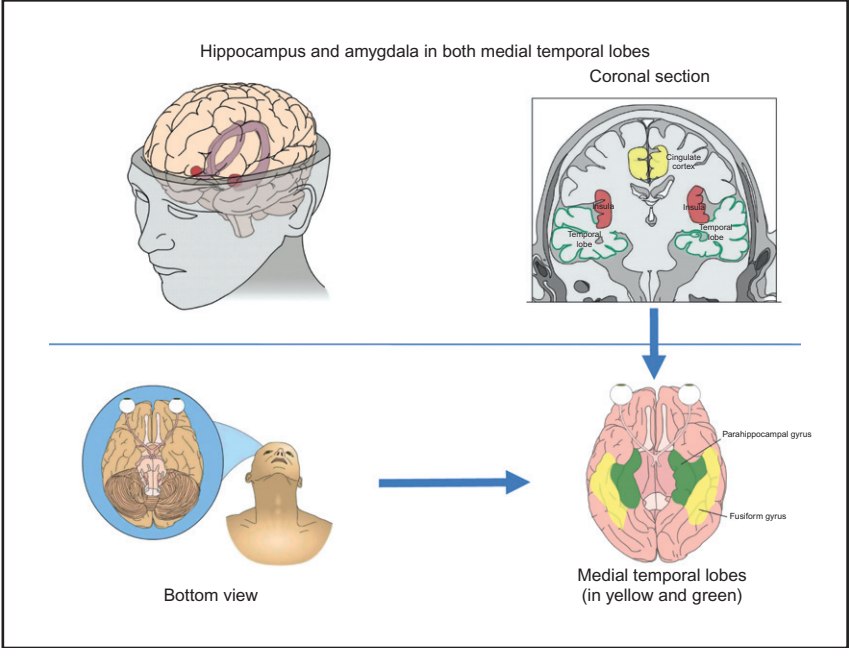 Hippocampus and amygdala in both medial temporal lobes
Coronal section
Cingulate
cortex
Insula
Insula
Temporal
lobe
Temporal
lobe
Parahippocampal gyrus
Fusiform gyrus
Bottom view
Medial temporal lobes
(in yellow and green)